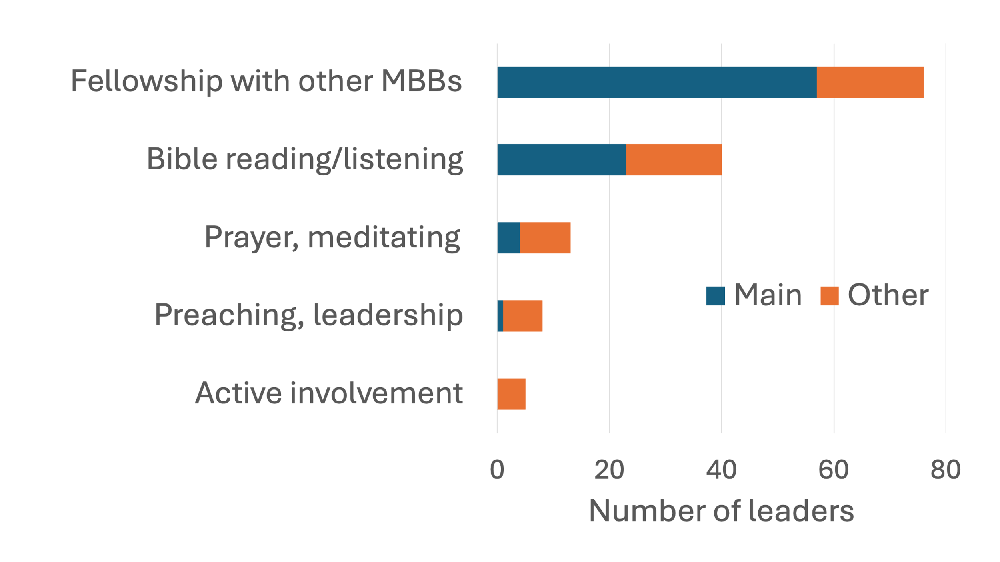 Fellowship with other MBBs
Bible reading/listening
Prayer, meditating
Preaching, leadership
Main Other
Active involvement
0 20 40 60 80
Number of leaders